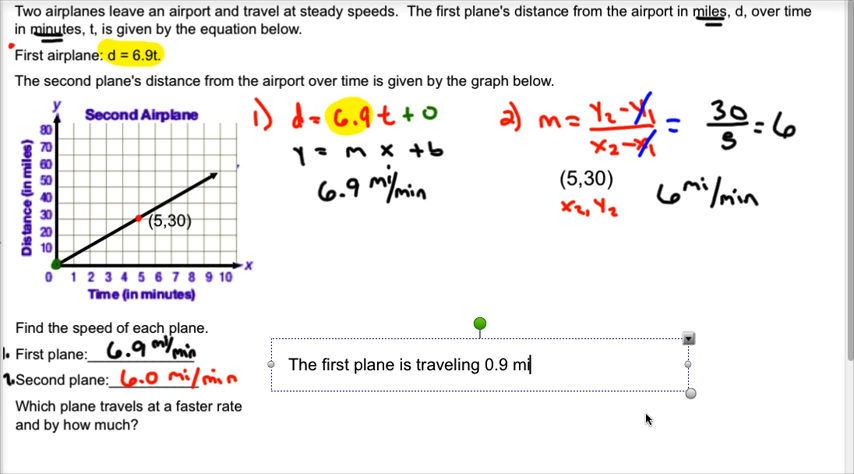 Two airplanes leave an airport and travel at steady speeds. The first plane's distance from the airport in miles, d, over time
in minutes, t, is given by the equation below.
First airplane: d = 6.9t.
The second plane's distance from the airport over time is given by the graph below.
y
Second Airplane
80
70
60
50
40
30
20
10
Distance (in miles)
(5,30)
x
0 1 2 3 4 5 6 7 8 9 10
Time (in minutes)
1) d = 6.9 t + 0
y = m x + b
6.9 mi/min
2) m = Y2-Y1 / X2-X1 = 30/5 = 6
(5,30)
X2, Y2
6 mi/min
Find the speed of each plane.
1. First plane: 6.9 mi/min
2. Second plane: 6.0 mi/min
Which plane travels at a faster rate
and by how much?
The first plane is traveling 0.9 mi